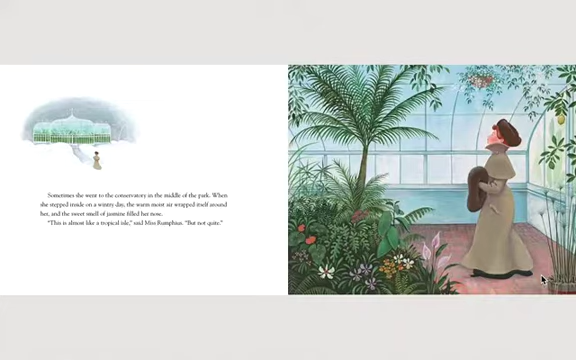 Sometimes she went to the conservatory in the middle of the park. When
she stepped inside on a wintry day, the warm moist air wrapped itself around
her, and the sweet smell of jasmine filled her nose.
"This is almost like a tropical isle," said Miss Rumphius. "But not quite."